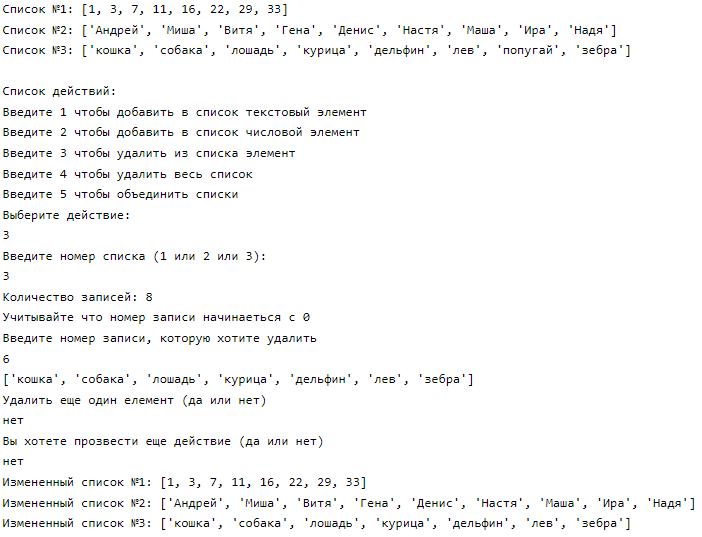 Список №1: [1, 3, 7, 11, 16, 22, 29, 33]
Список №2: ['Андрей', 'Миша', 'Витя', 'Гена', 'Денис', 'Настя', 'Маша', 'Ира', 'Надя']
Список №3: ['кошка', 'собака', 'лошадь', 'курица', 'дельфин', 'лев', 'попугай', 'зебра']
Список действий:
Введите 1 чтобы добавить в список текстовый элемент
Введите 2 чтобы добавить в список числовой элемент
Введите 3 чтобы удалить из списка элемент
Введите 4 чтобы удалить весь список
Введите 5 чтобы объединить списки
Выберите действие:
3
Введите номер списка (1 или 2 или 3):
3
Количество записей: 8
Учитывайте что номер записи начинаеться с 0
Введите номер записи, которую хотите удалить
6
['кошка', 'собака', 'лошадь', 'курица', 'дельфин', 'лев', 'зебра']
Удалить еще один елемент (да или нет)
нет
Вы хотете прозвести еще действие (да или нет)
нет
Измененный список №1: [1, 3, 7, 11, 16, 22, 29, 33]
Измененный список №2: ['Андрей', 'Миша', 'Витя', 'Гена', 'Денис', 'Настя', 'Маша', 'Ира', 'Надя']
Измененный список №3: ['кошка', 'собака', 'лошадь', 'курица', 'дельфин', 'лев', 'зебра']